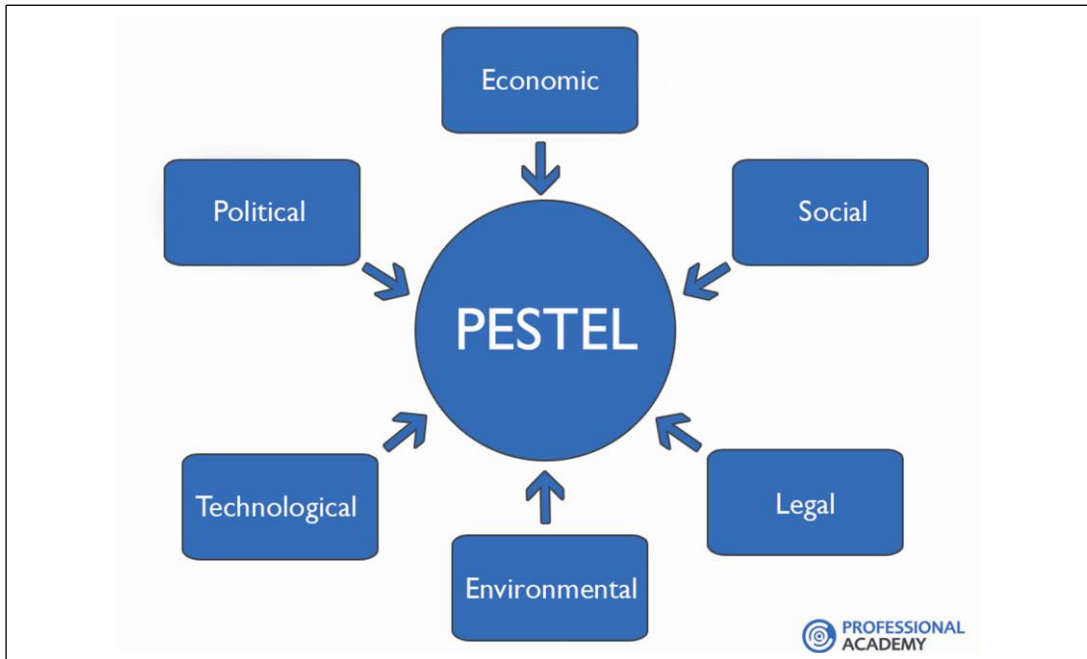 Economic
Political
Social
PESTEL
Technological
Legal
Environmental
PROFESSIONAL
ACADEMY